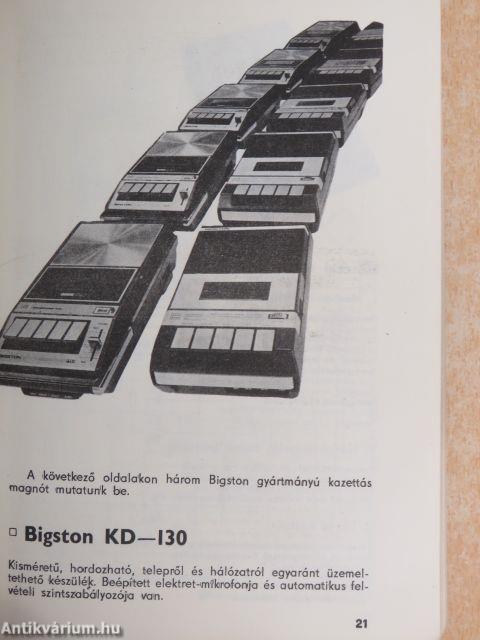 BIGSTON
A következő oldalakon három Bigston gyártmányú kazettás
magnót mutatunk be.
□ Bigston KD—130
Kisméretű, hordozható, telepről és hálózatról egyaránt üzemel-
tethető készülék. Beépített elektret-mikrofonja és automatikus fel-
vételi szintszabályozója van.
21
Antikvárium.hu